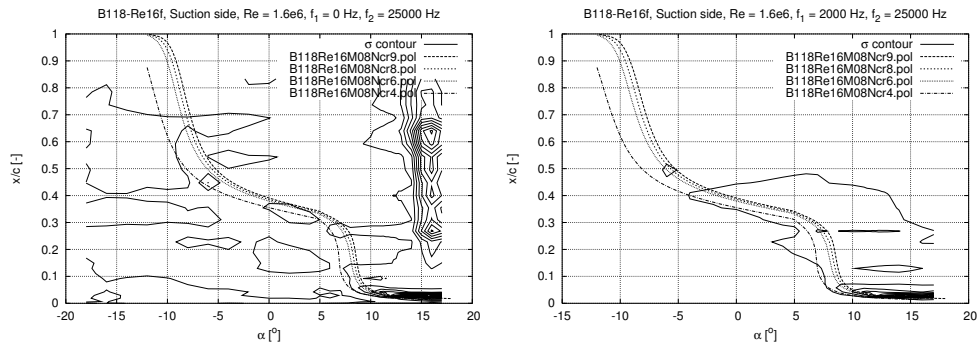 B118-Re16f, Suction side, Re = 1.6e6, f1 = 0 Hz, f2 = 25000 Hz
σ contour
B118Re16M08Ncr9.pol
B118Re16M08Ncr8.pol
B118Re16M08Ncr6.pol
B118Re16M08Ncr4.pol
x/c [-]
1
0.9
0.8
0.7
0.6
0.5
0.4
0.3
0.2
0.1
0
-20
-15
-10
-5
0
5
10
15
20
α [°]
B118-Re16f, Suction side, Re = 1.6e6, f1 = 2000 Hz, f2 = 25000 Hz
σ contour
B118Re16M08Ncr9.pol
B118Re16M08Ncr8.pol
B118Re16M08Ncr6.pol
B118Re16M08Ncr4.pol
x/c [-]
1
0.9
0.8
0.7
0.6
0.5
0.4
0.3
0.2
0.1
0
-20
-15
-10
-5
0
5
10
15
20
α [°]